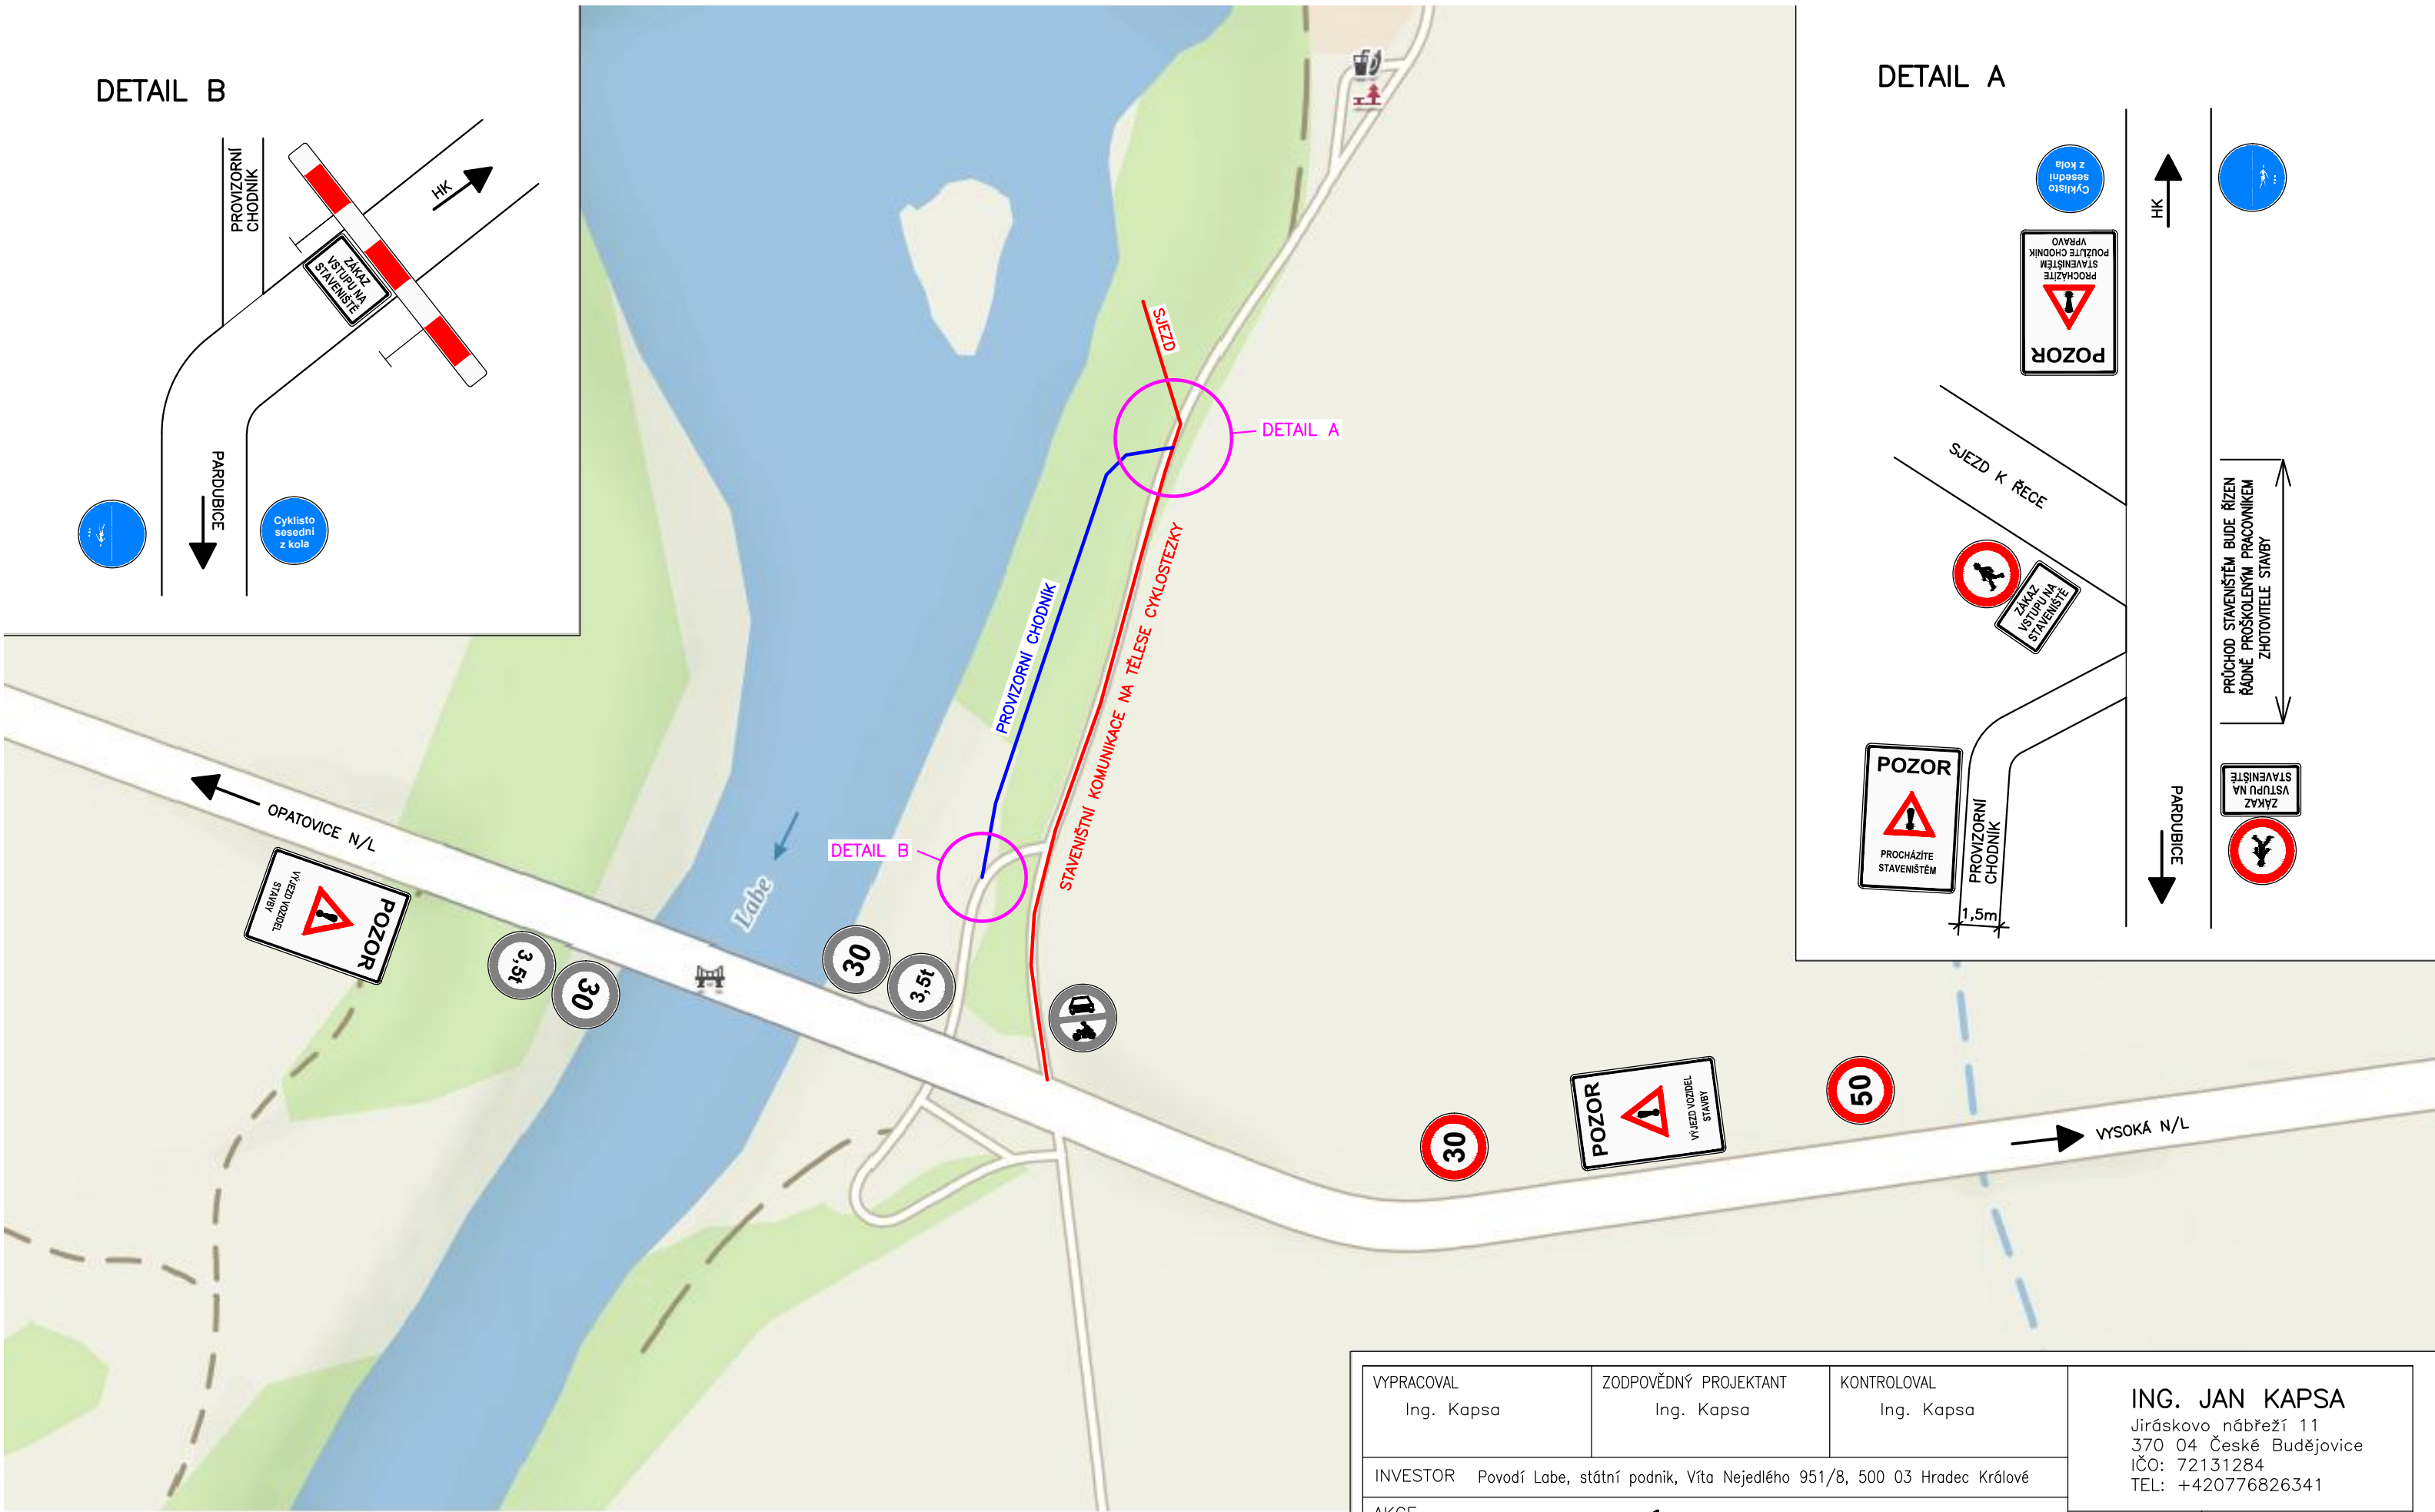 DETAIL B
PROVIZORNÍ
CHODNÍK
HK
ZÁKAZ
VSTUPU NA
STAVENIŠTĚ
PARDUBICE
Cyklisto
sesedni
z kola
DETAIL A
Cyklisto
sesedni
z kola
HK
POZOR
PROCHÁZÍTE
STAVENIŠTĚM
POUŽIJTE CHODNÍK
VPRAVO
SJEZD K ŘECE
ZÁKAZ
VSTUPU NA
STAVENIŠTĚ
PRŮCHOD STAVENIŠTĚM BUDE ŘÍZEN
ŘÁDNĚ PROŠKOLENÝM PRACOVNÍKEM
ZHOTOVITELE STAVBY
POZOR
PROCHÁZÍTE
STAVENIŠTĚM
PROVIZORNÍ
CHODNÍK
1,5m
PARDUBICE
ZÁKAZ
VSTUPU NA
STAVENIŠTĚ
SJEZD
DETAIL A
PROVIZORNÍ CHODNÍK
STAVENIŠTNÍ KOMUNIKACE NA TĚLESE CYKLOSTEZKY
DETAIL B
Labe
OPATOVICE N/L
POZOR
VÝJEZD VOZIDEL
STAVBY
3,5t
30
30
3,5t
30
POZOR
VÝJEZD VOZIDEL
STAVBY
50
VYSOKÁ N/L
VYPRACOVAL
Ing. Kapsa
ZODPOVĚDNÝ PROJEKTANT
Ing. Kapsa
KONTROLOVAL
Ing. Kapsa
ING. JAN KAPSA
Jiráskovo nábřeží 11
370 04 České Budějovice
IČO: 72131284
TEL: +420776826341
INVESTOR Povodí Labe, státní podnik, Víta Nejedlého 951/8, 500 03 Hradec Králové
AKCE